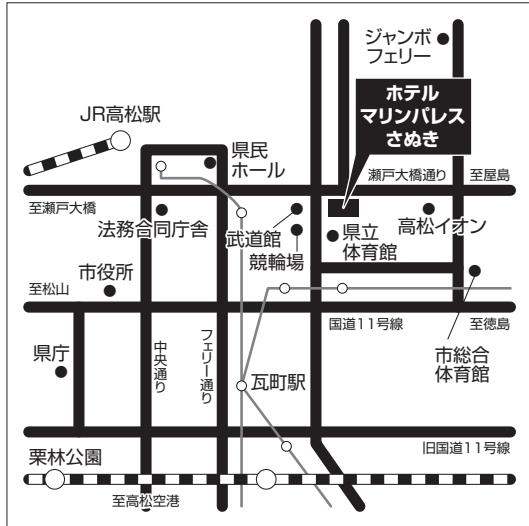 ジャンボ
フェリー
ホテル
マリンパレス
さぬき
JR高松駅
県民
ホール
瀬戸大橋通り
至屋島
至瀬戸大橋
法務合同庁舎
武道館
競輪場
県立
体育館
高松イオン
市役所
至松山
国道11号線
至徳島
県庁
中央通り
フェリー通り
瓦町駅
市総合
体育館
旧国道11号線
栗林公園
至高松空港